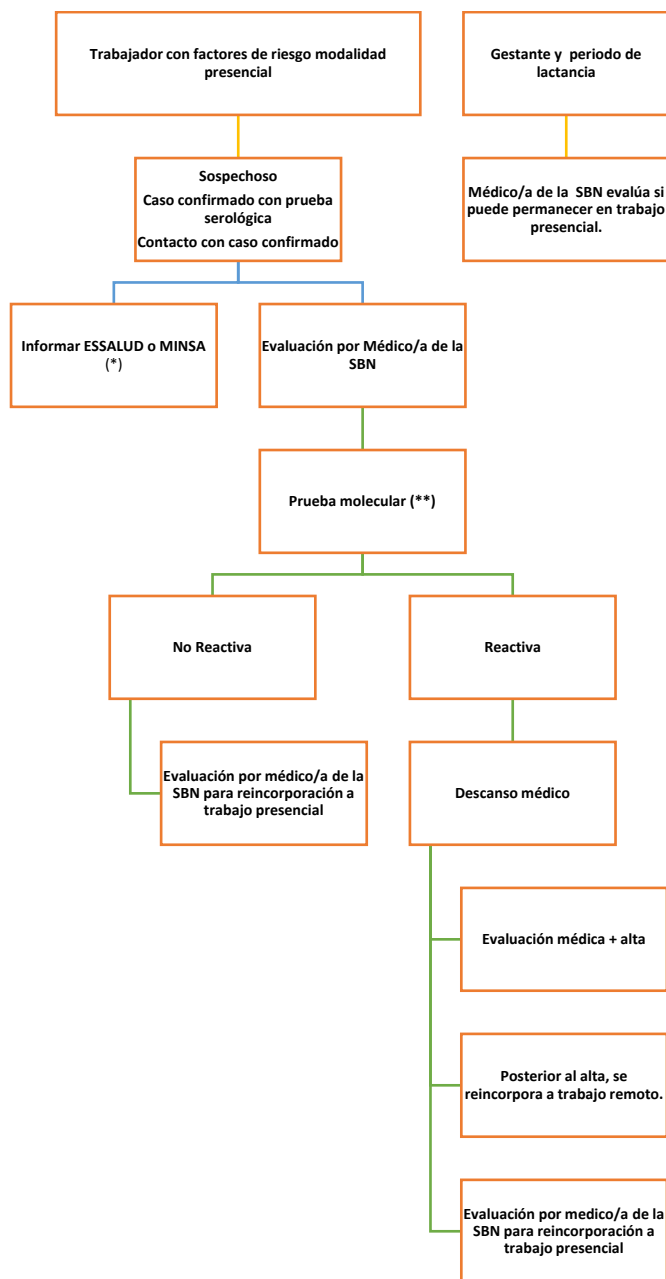 Trabajador con factores de riesgo modalidad
presencial
Gestante y periodo de
lactancia
Sospechoso
Caso confirmado con prueba
serológica
Contacto con caso confirmado
Médico/a de la SBN evalúa si
puede permanecer en trabajo
presencial.
Informar ESSALUD o MINSA
(*)
Evaluación por Médico/a de la
SBN
Prueba molecular (**)
No Reactiva
Reactiva
Evaluación por médico/a de la
SBN para reincorporación a
trabajo presencial
Descanso médico
Evaluación médica + alta
Posterior al alta, se
reincorpora a trabajo remoto.
Evaluación por medico/a de la
SBN para reincorporación a
trabajo presencial